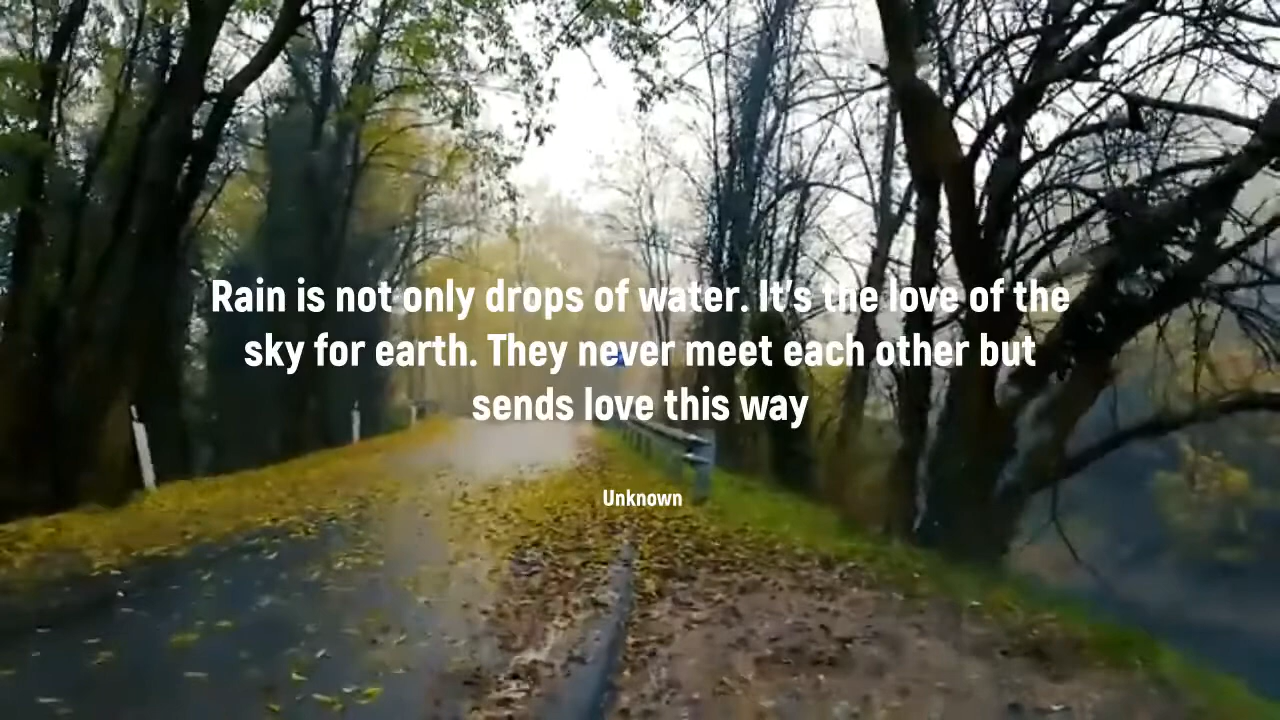 Rain is not only drops of water. It's the love of the
sky for earth. They never meet each other but
sends love this way
Unknown